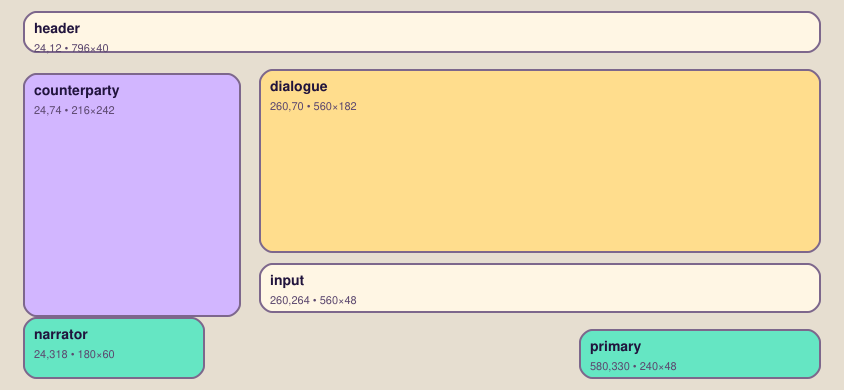 header
24,12 • 796×40
counterparty
24,74 • 216×242
dialogue
260,70 • 560×182
input
260,264 • 560×48
narrator
24,318 • 180×60
primary
580,330 • 240×48